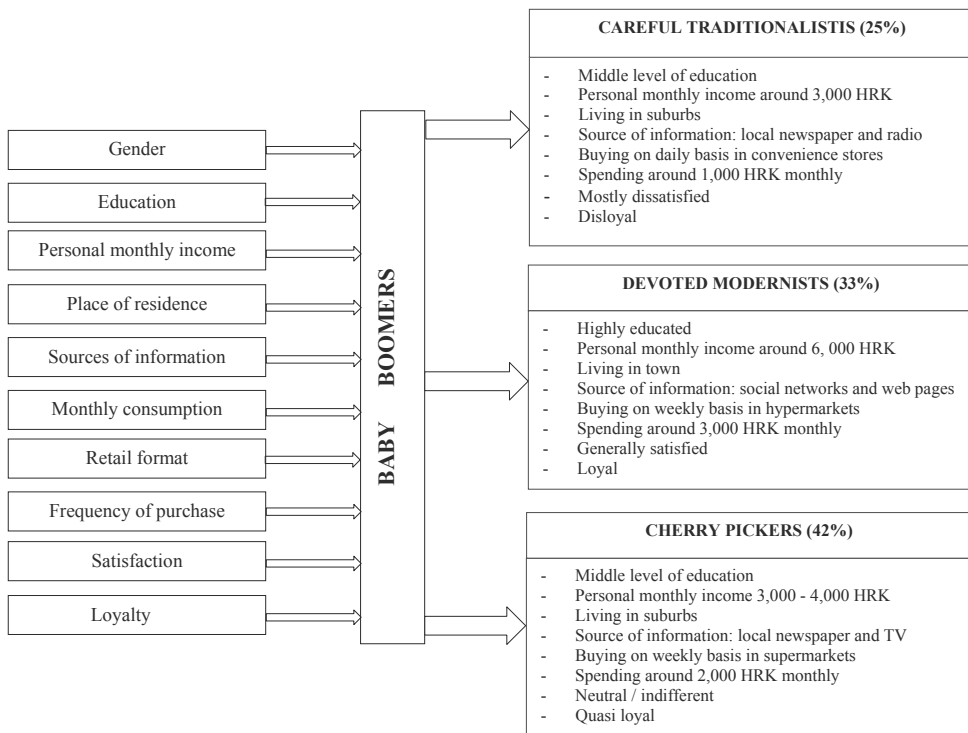 Gender
Education
Personal monthly income
Place of residence
Sources of information
Monthly consumption
Retail format
Frequency of purchase
Satisfaction
Loyalty
BABY BOOMERS
CAREFUL TRADITIONALISTIS (25%)
- Middle level of education
- Personal monthly income around 3,000 HRK
- Living in suburbs
- Source of information: local newspaper and radio
- Buying on daily basis in convenience stores
- Spending around 1,000 HRK monthly
- Mostly dissatisfied
- Disloyal
DEVOTED MODERNISTS (33%)
- Highly educated
- Personal monthly income around 6, 000 HRK
- Living in town
- Source of information: social networks and web pages
- Buying on weekly basis in hypermarkets
- Spending around 3,000 HRK monthly
- Generally satisfied
- Loyal
CHERRY PICKERS (42%)
- Middle level of education
- Personal monthly income 3,000 - 4,000 HRK
- Living in suburbs
- Source of information: local newspaper and TV
- Buying on weekly basis in supermarkets
- Spending around 2,000 HRK monthly
- Neutral / indifferent
- Quasi loyal